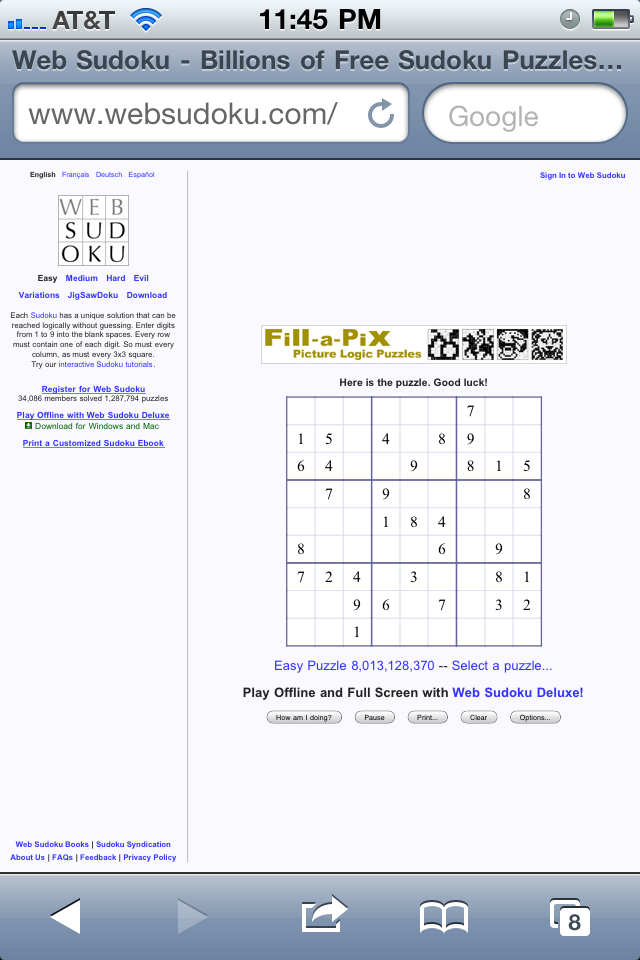 AT&T 11:45 PM
Web Sudoku - Billions of Free Sudoku Puzzles...
www.websudoku.com/ Google
English Français Deutsch Español
Sign In to Web Sudoku
WEB
SUD
OKU
Easy Medium Hard Evil
Variations JigSawDoku Download
Each Sudoku has a unique solution that can be
reached logically without guessing. Enter digits
from 1 to 9 into the blank spaces. Every row
must contain one of each digit. So must every
column, as must every 3x3 square.
Try our interactive Sudoku tutorials.
Register for Web Sudoku
34,086 members solved 1,287,794 puzzles
Play Offline with Web Sudoku Deluxe
Download for Windows and Mac
Print a Customized Sudoku Ebook
Fill-a-PiX
Picture Logic Puzzles
Here is the puzzle. Good luck!
7
1 5 4 8 9
6 4 9 8 1 5
7 9 8
1 8 4
8 6 9
7 2 4 3 8 1
9 6 7 3 2
1
Easy Puzzle 8,013,128,370 -- Select a puzzle...
Play Offline and Full Screen with Web Sudoku Deluxe!
How am I doing? Pause Print... Clear Options...
Web Sudoku Books | Sudoku Syndication
About Us | FAQs | Feedback | Privacy Policy
8